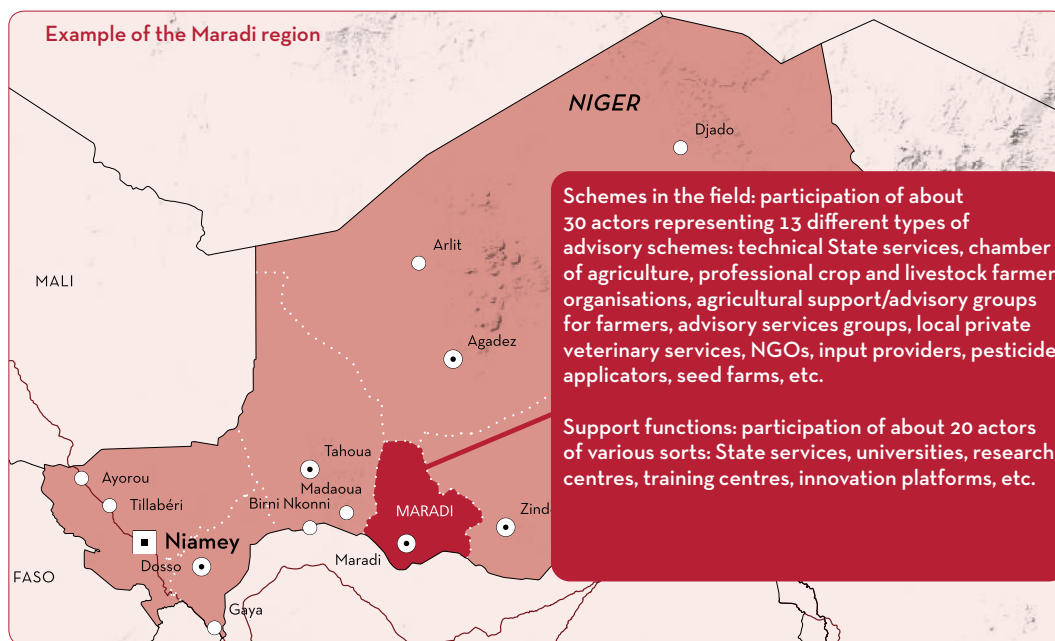 Example of the Maradi region
NIGER
Djado
Schemes in the field: participation of about
30 actors representing 13 different types of
advisory schemes: technical State services, chamber
of agriculture, professional crop and livestock farmer
organisations, agricultural support/advisory groups
for farmers, advisory services groups, local private
veterinary services, NGOs, input providers, pesticide
applicators, seed farms, etc.
Support functions: participation of about 20 actors
of various sorts: State services, universities, research
centres, training centres, innovation platforms, etc.
Arlit
MALI
Agadez
Tahoua
Ayorou
Madaoua
Tillabéri
Birni Nkonni
MARADI
Zind
Niamey
Maradi
Dosso
FASO
Gaya